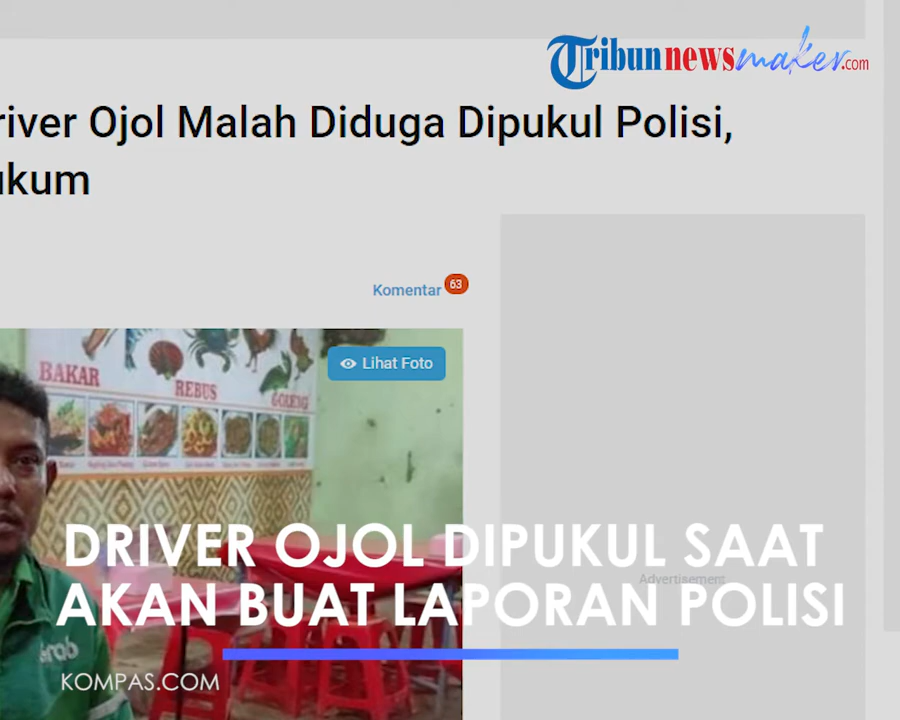 Tribunnewsmaker.com
river Ojol Malah Diduga Dipukul Polisi,
ukum
Komentar 63
Lihat Foto
BAKAR
REBUS
GORENG
Advertisement
DRIVER OJOL DIPUKUL SAAT
AKAN BUAT LAPORAN POLISI
Grab
KOMPAS.COM